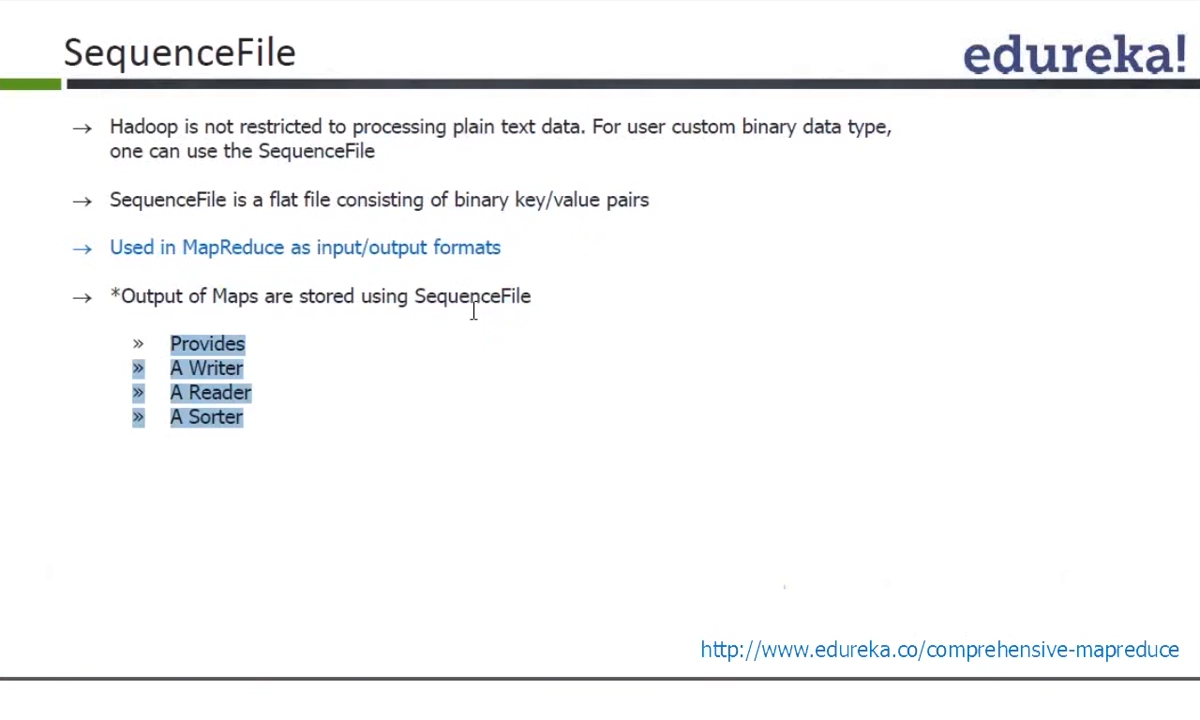 SequenceFile
edureka!
→ Hadoop is not restricted to processing plain text data. For user custom binary data type,
one can use the SequenceFile
→ SequenceFile is a flat file consisting of binary key/value pairs
→ Used in MapReduce as input/output formats
→ *Output of Maps are stored using SequenceFile
» Provides
» A Writer
» A Reader
» A Sorter
http://www.edureka.co/comprehensive-mapreduce